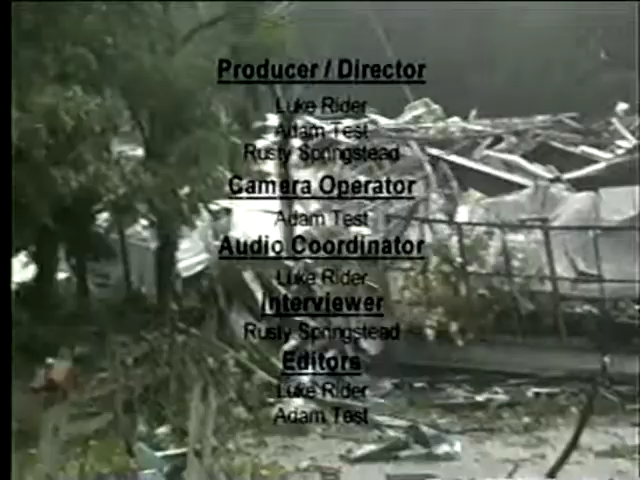 Producer / Director
Luke Rider
Adam Test
Rusty Springstead
Camera Operator
Adam Test
Audio Coordinator
Luke Rider
Interviewer
Rusty Springstead
Editors
Luke Rider
Adam Test